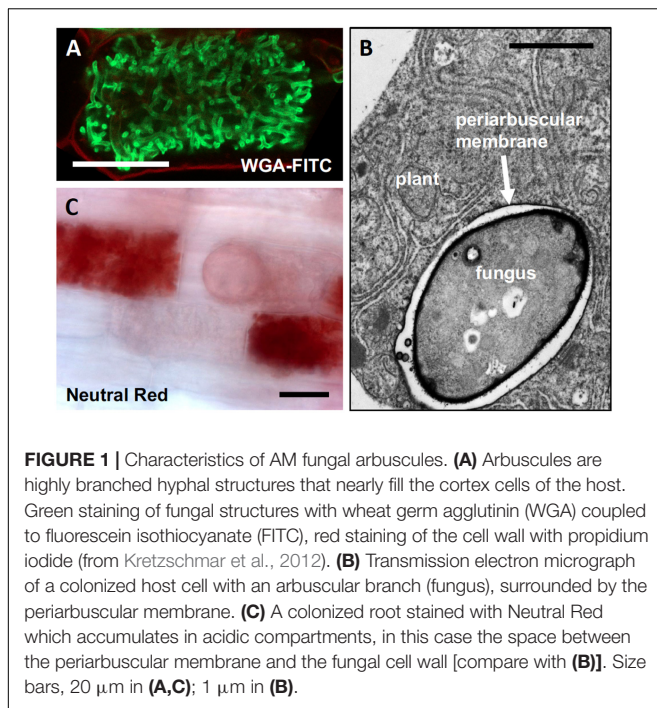 A
WGA-FITC
B
periarbuscular
membrane
plant
fungus
C
Neutral Red
FIGURE 1 | Characteristics of AM fungal arbuscules. (A) Arbuscules are
highly branched hyphal structures that nearly fill the cortex cells of the host.
Green staining of fungal structures with wheat germ agglutinin (WGA) coupled
to fluorescein isothiocyanate (FITC), red staining of the cell wall with propidium
iodide (from Kretzschmar et al., 2012). (B) Transmission electron micrograph
of a colonized host cell with an arbuscular branch (fungus), surrounded by the
periarbuscular membrane. (C) A colonized root stained with Neutral Red
which accumulates in acidic compartments, in this case the space between
the periarbuscular membrane and the fungal cell wall [compare with (B)]. Size
bars, 20 μm in (A,C); 1 μm in (B).